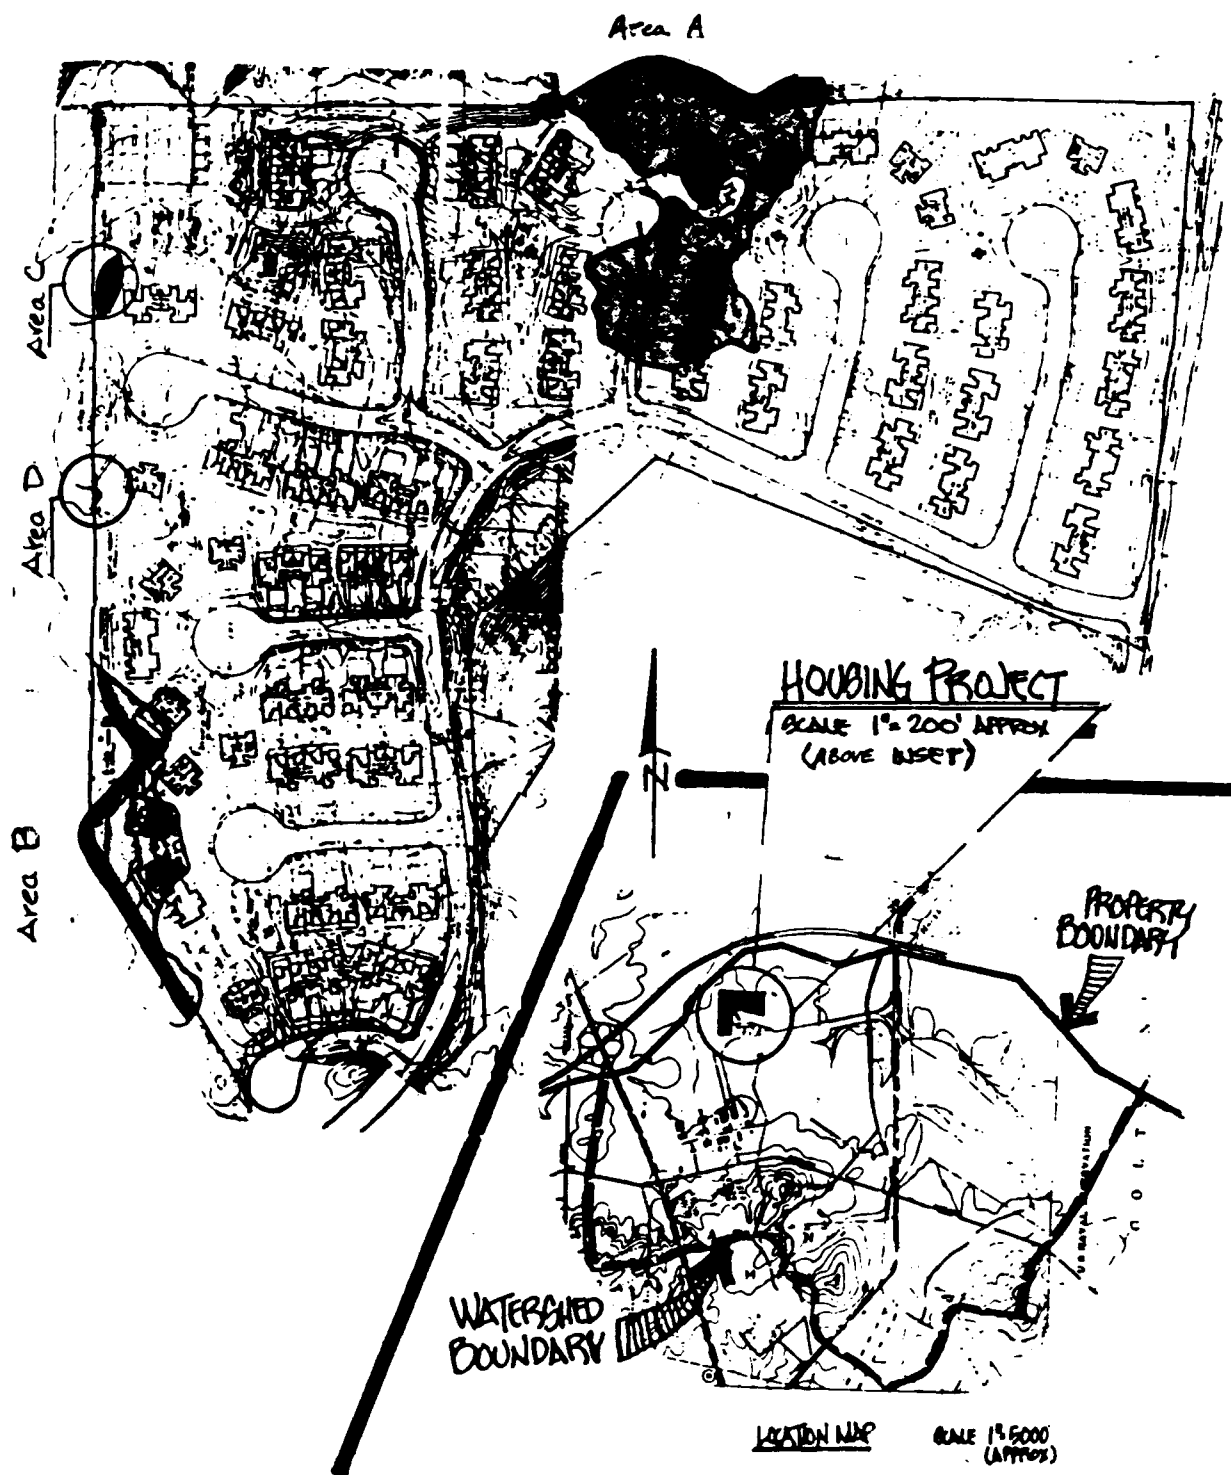 Area A
Area C
Area D
Area B
HOUSING PROJECT
SCALE 1"= 200' APPROX
(ABOVE INSET)
N
PROPERTY
BOUNDARY
WATERSHED
BOUNDARY
LOCATION MAP
SCALE 1": 5000
(APPROX)